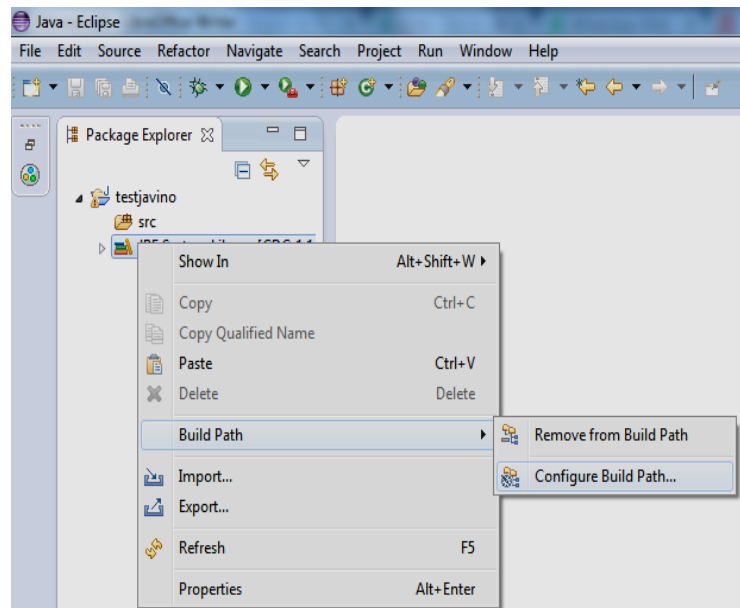 Java - Eclipse
File Edit Source Refactor Navigate Search Project Run Window Help
Package Explorer
testjavino
src
Show In Alt+Shift+W
Copy Ctrl+C
Copy Qualified Name
Paste Ctrl+V
Delete Delete
Build Path
Remove from Build Path
Configure Build Path...
Import...
Export...
Refresh F5
Properties Alt+Enter